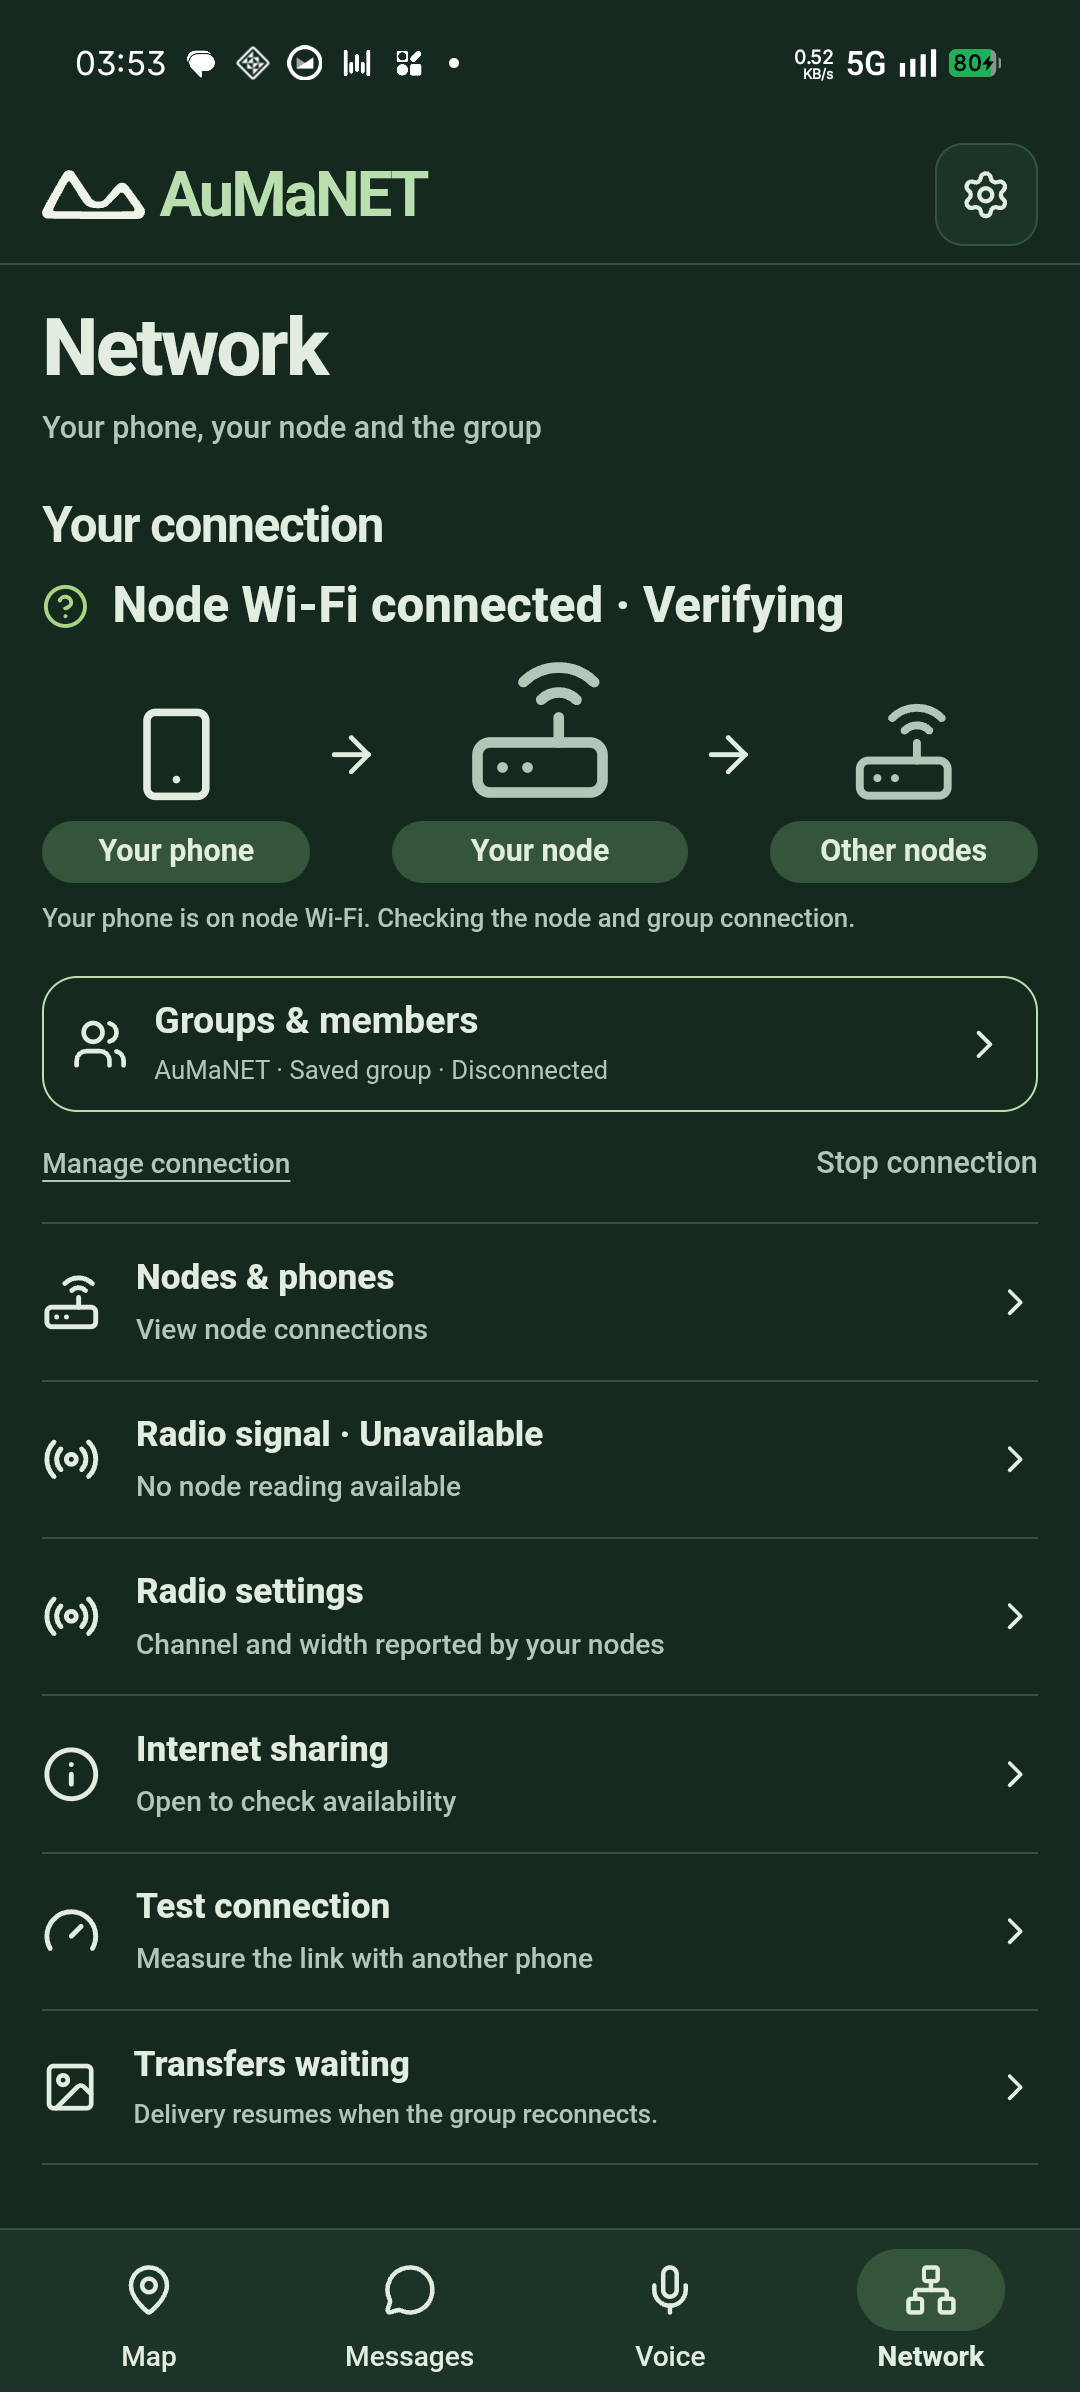 03:53
0.52
KB/s
5G
80
AuMaNET
Network
Your phone, your node and the group
Your connection
Node Wi-Fi connected · Verifying
Your phone
Your node
Other nodes
Your phone is on node Wi-Fi. Checking the node and group connection.
Groups & members
AuMaNET · Saved group · Disconnected
Manage connection
Stop connection
Nodes & phones
View node connections
Radio signal · Unavailable
No node reading available
Radio settings
Channel and width reported by your nodes
Internet sharing
Open to check availability
Test connection
Measure the link with another phone
Transfers waiting
Delivery resumes when the group reconnects.
Map
Messages
Voice
Network